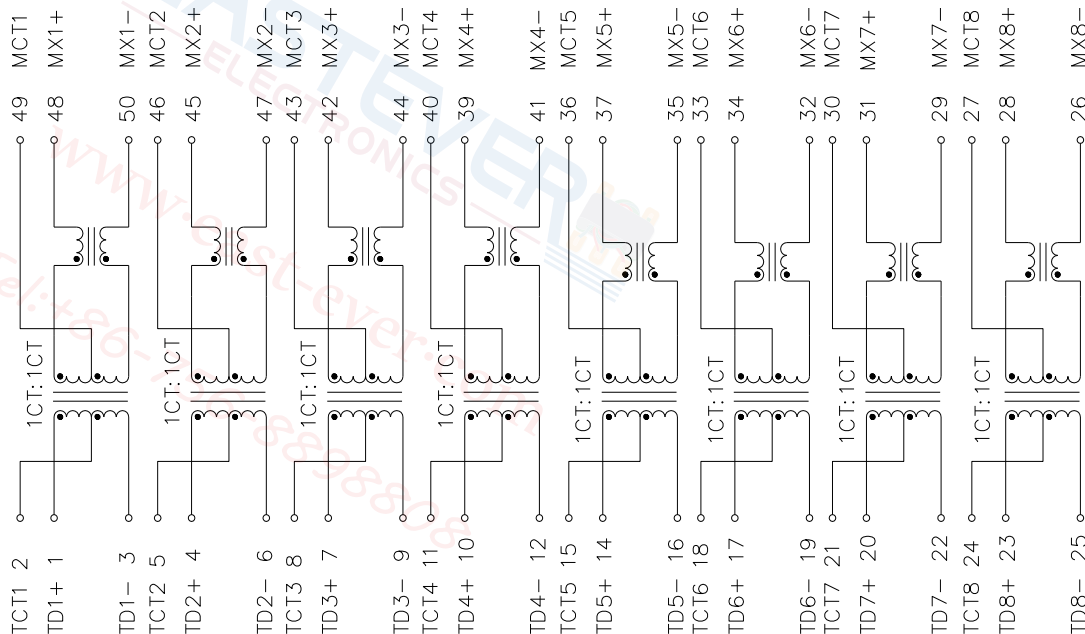 MCT1 49
MX1+ 48
MX1- 50
MCT2 46
MX2+ 45
MX2- 47
MCT3 43
MX3+ 42
MX3- 44
MCT4 40
MX4+ 39
MX4- 41
MCT5 36
MX5+ 37
MX5- 35
MCT6 33
MX6+ 34
MX6- 32
MCT7 30
MX7+ 31
MX7- 29
MCT8 27
MX8+ 28
MX8- 26
1CT:1CT
1CT:1CT
1CT:1CT
1CT:1CT
1CT:1CT
1CT:1CT
1CT:1CT
1CT:1CT
TCT1 2
TD1+ 1
TD1- 3
TCT2 5
TD2+ 4
TD2- 6
TCT3 8
TD3+ 7
TD3- 9
TCT4 11
TD4+ 10
TD4- 12
TCT5 15
TD5+ 14
TD5- 16
TCT6 18
TD6+ 17
TD6- 19
TCT7 21
TD7+ 20
TD7- 22
TCT8 24
TD8+ 23
TD8- 25
EASTEVER
ELECTRONICS
www.east-ever.com